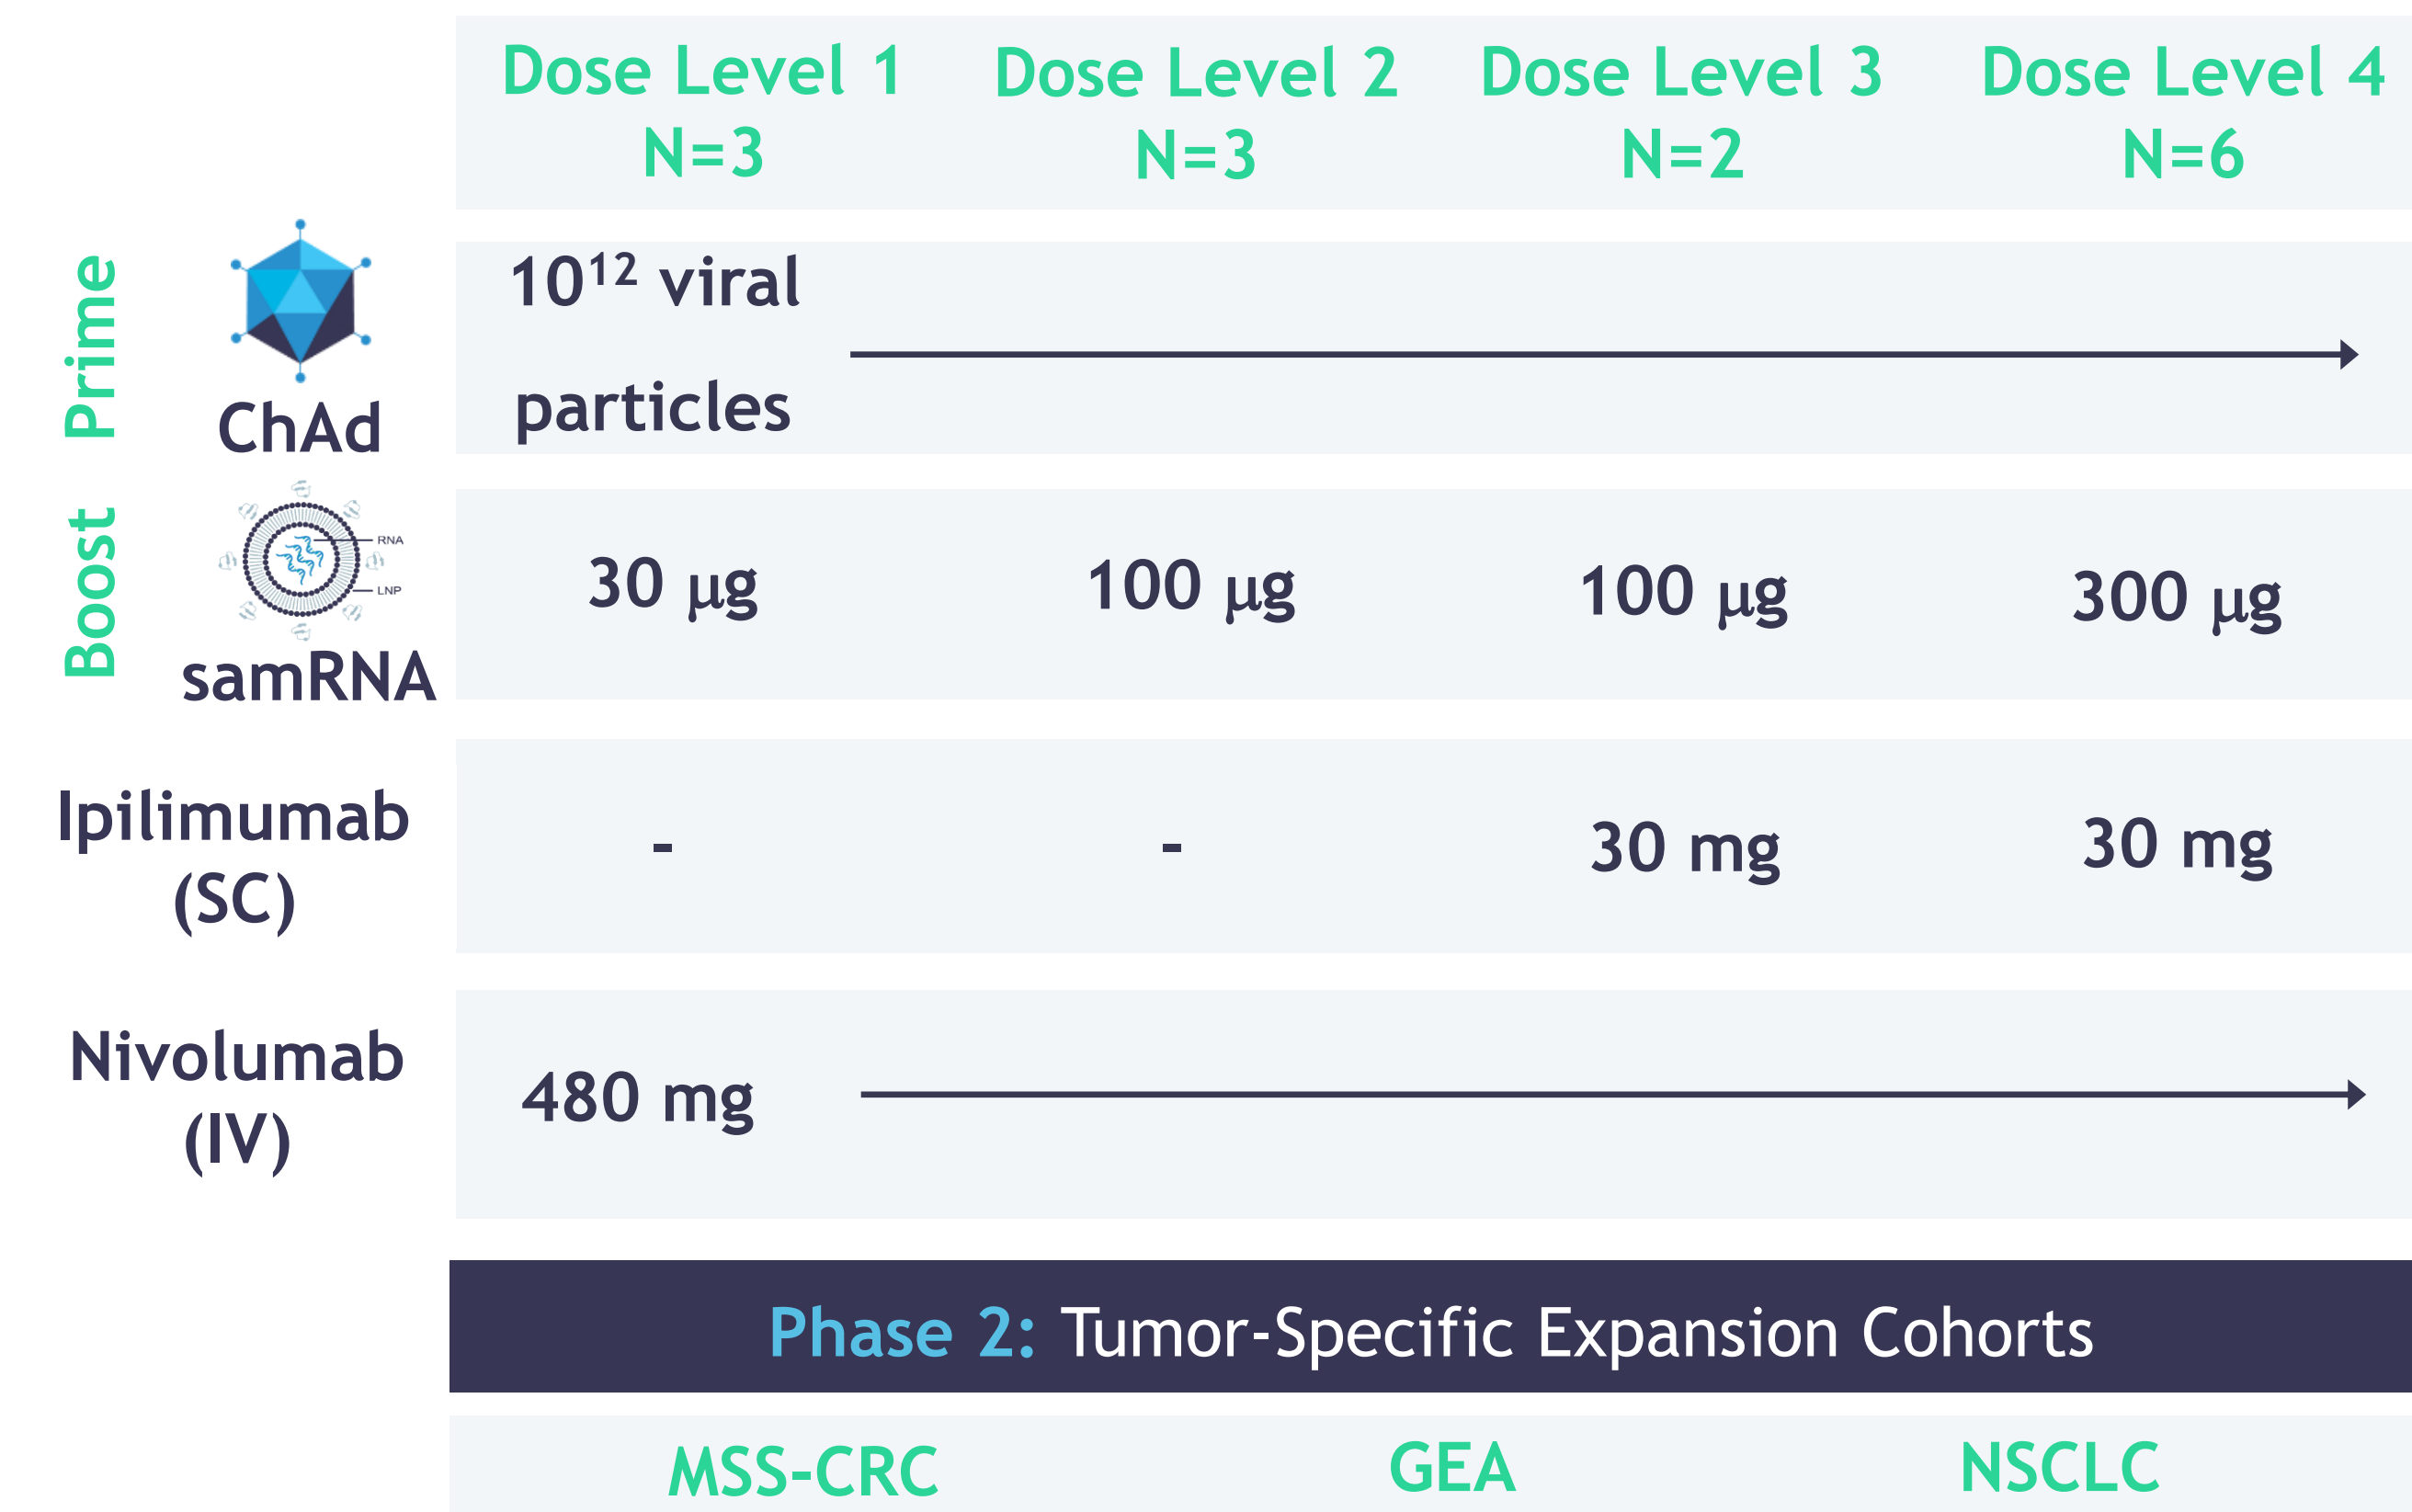 Dose Level 1 Dose Level 2 Dose Level 3 Dose Level 4
N=3 N=3 N=2 N=6
Prime
ChAd
10¹² viral
particles
Boost
RNA
LNP
samRNA
30 µg 100 µg 100 µg 300 µg
Ipilimumab
(SC)
- - 30 mg 30 mg
Nivolumab
(IV)
480 mg
Phase 2: Tumor-Specific Expansion Cohorts
MSS-CRC GEA NSCLC